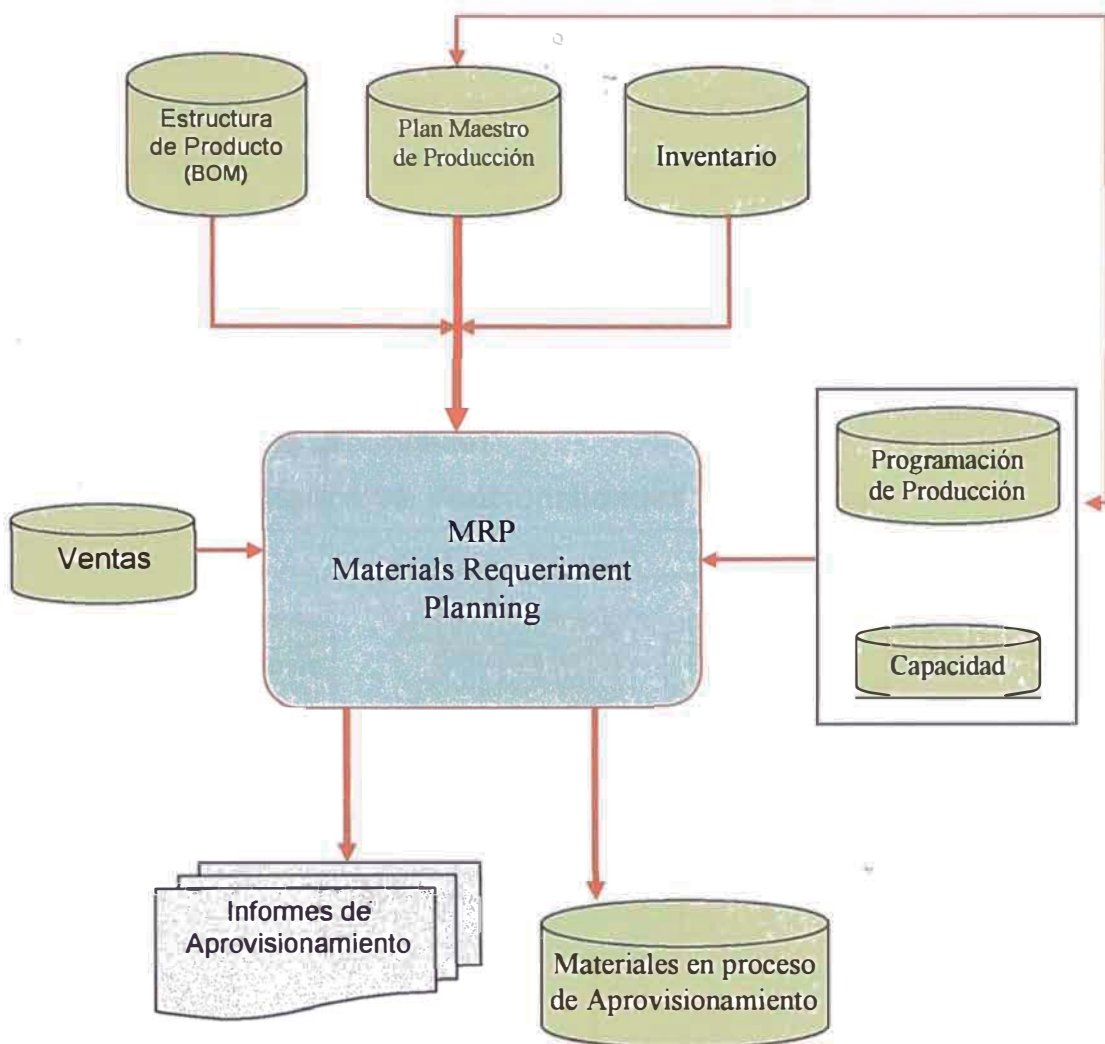 Estructura
de Producto
(BOM)
Plan Maestro
de Producción
Inventario
Programación
de Producción
Ventas
MRP
Materials Requeriment
Planning
Capacidad
Informes de
Aprovisionamiento
Materiales en proceso
de Aprovisionamiento